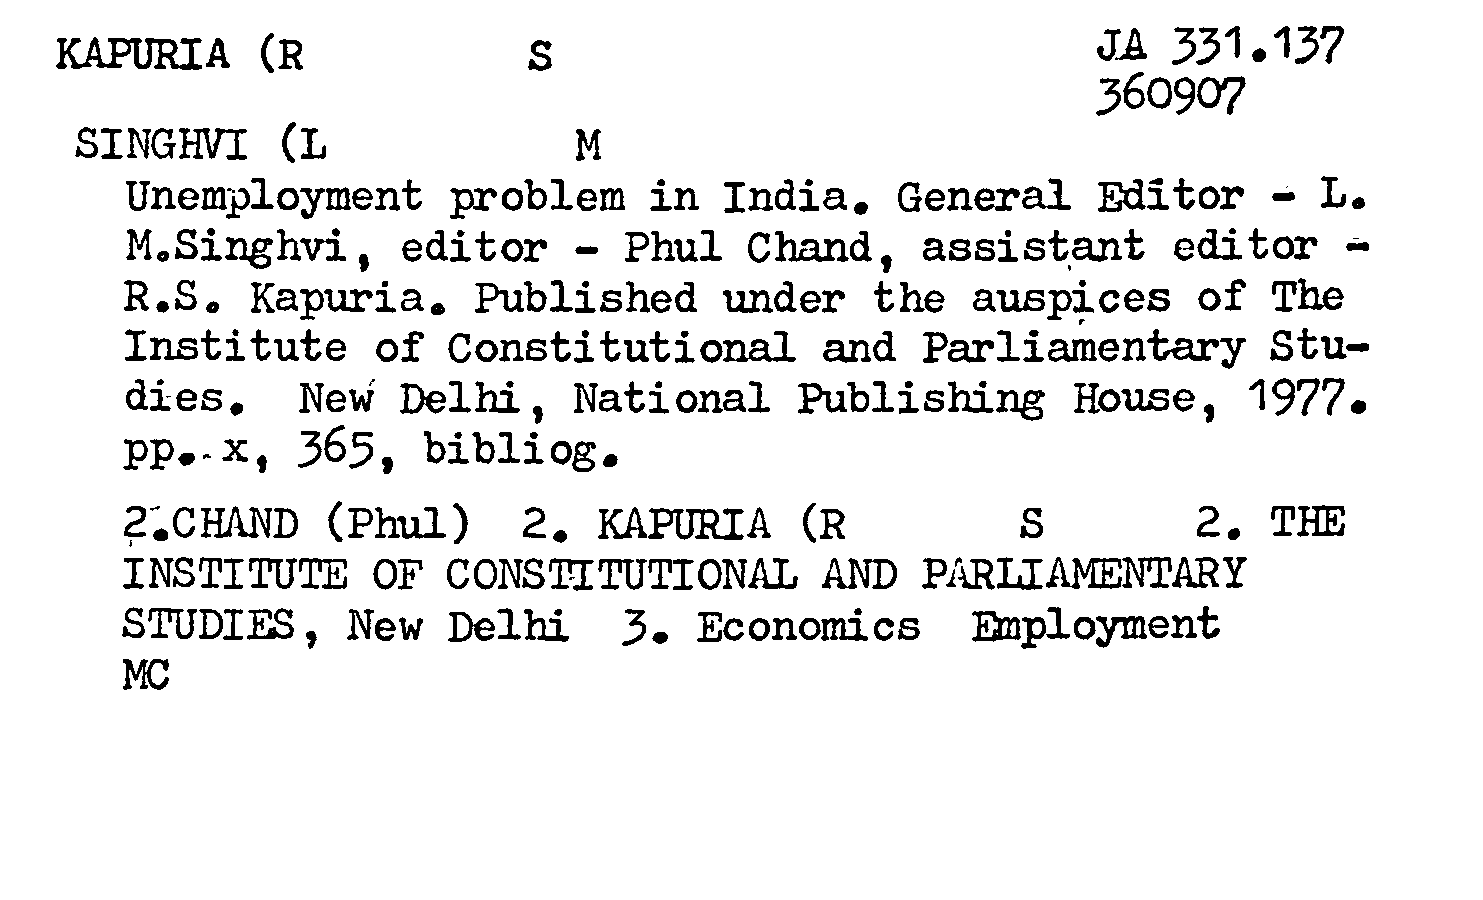 KAPURIA (R S JA 331.137
360907
SINGHVI (L M
Unemployment problem in India. General Editor - L.
M.Singhvi, editor - Phul Chand, assistant editor -
R.S. Kapuria. Published under the auspices of The
Institute of Constitutional and Parliamentary Stu-
dies. New Delhi, National Publishing House, 1977.
pp. x, 365, bibliog.
2.CHAND (Phul) 2. KAPURIA (R S 2. THE
INSTITUTE OF CONSTITUTIONAL AND PARLIAMENTARY
STUDIES, New Delhi 3. Economics Employment
MC